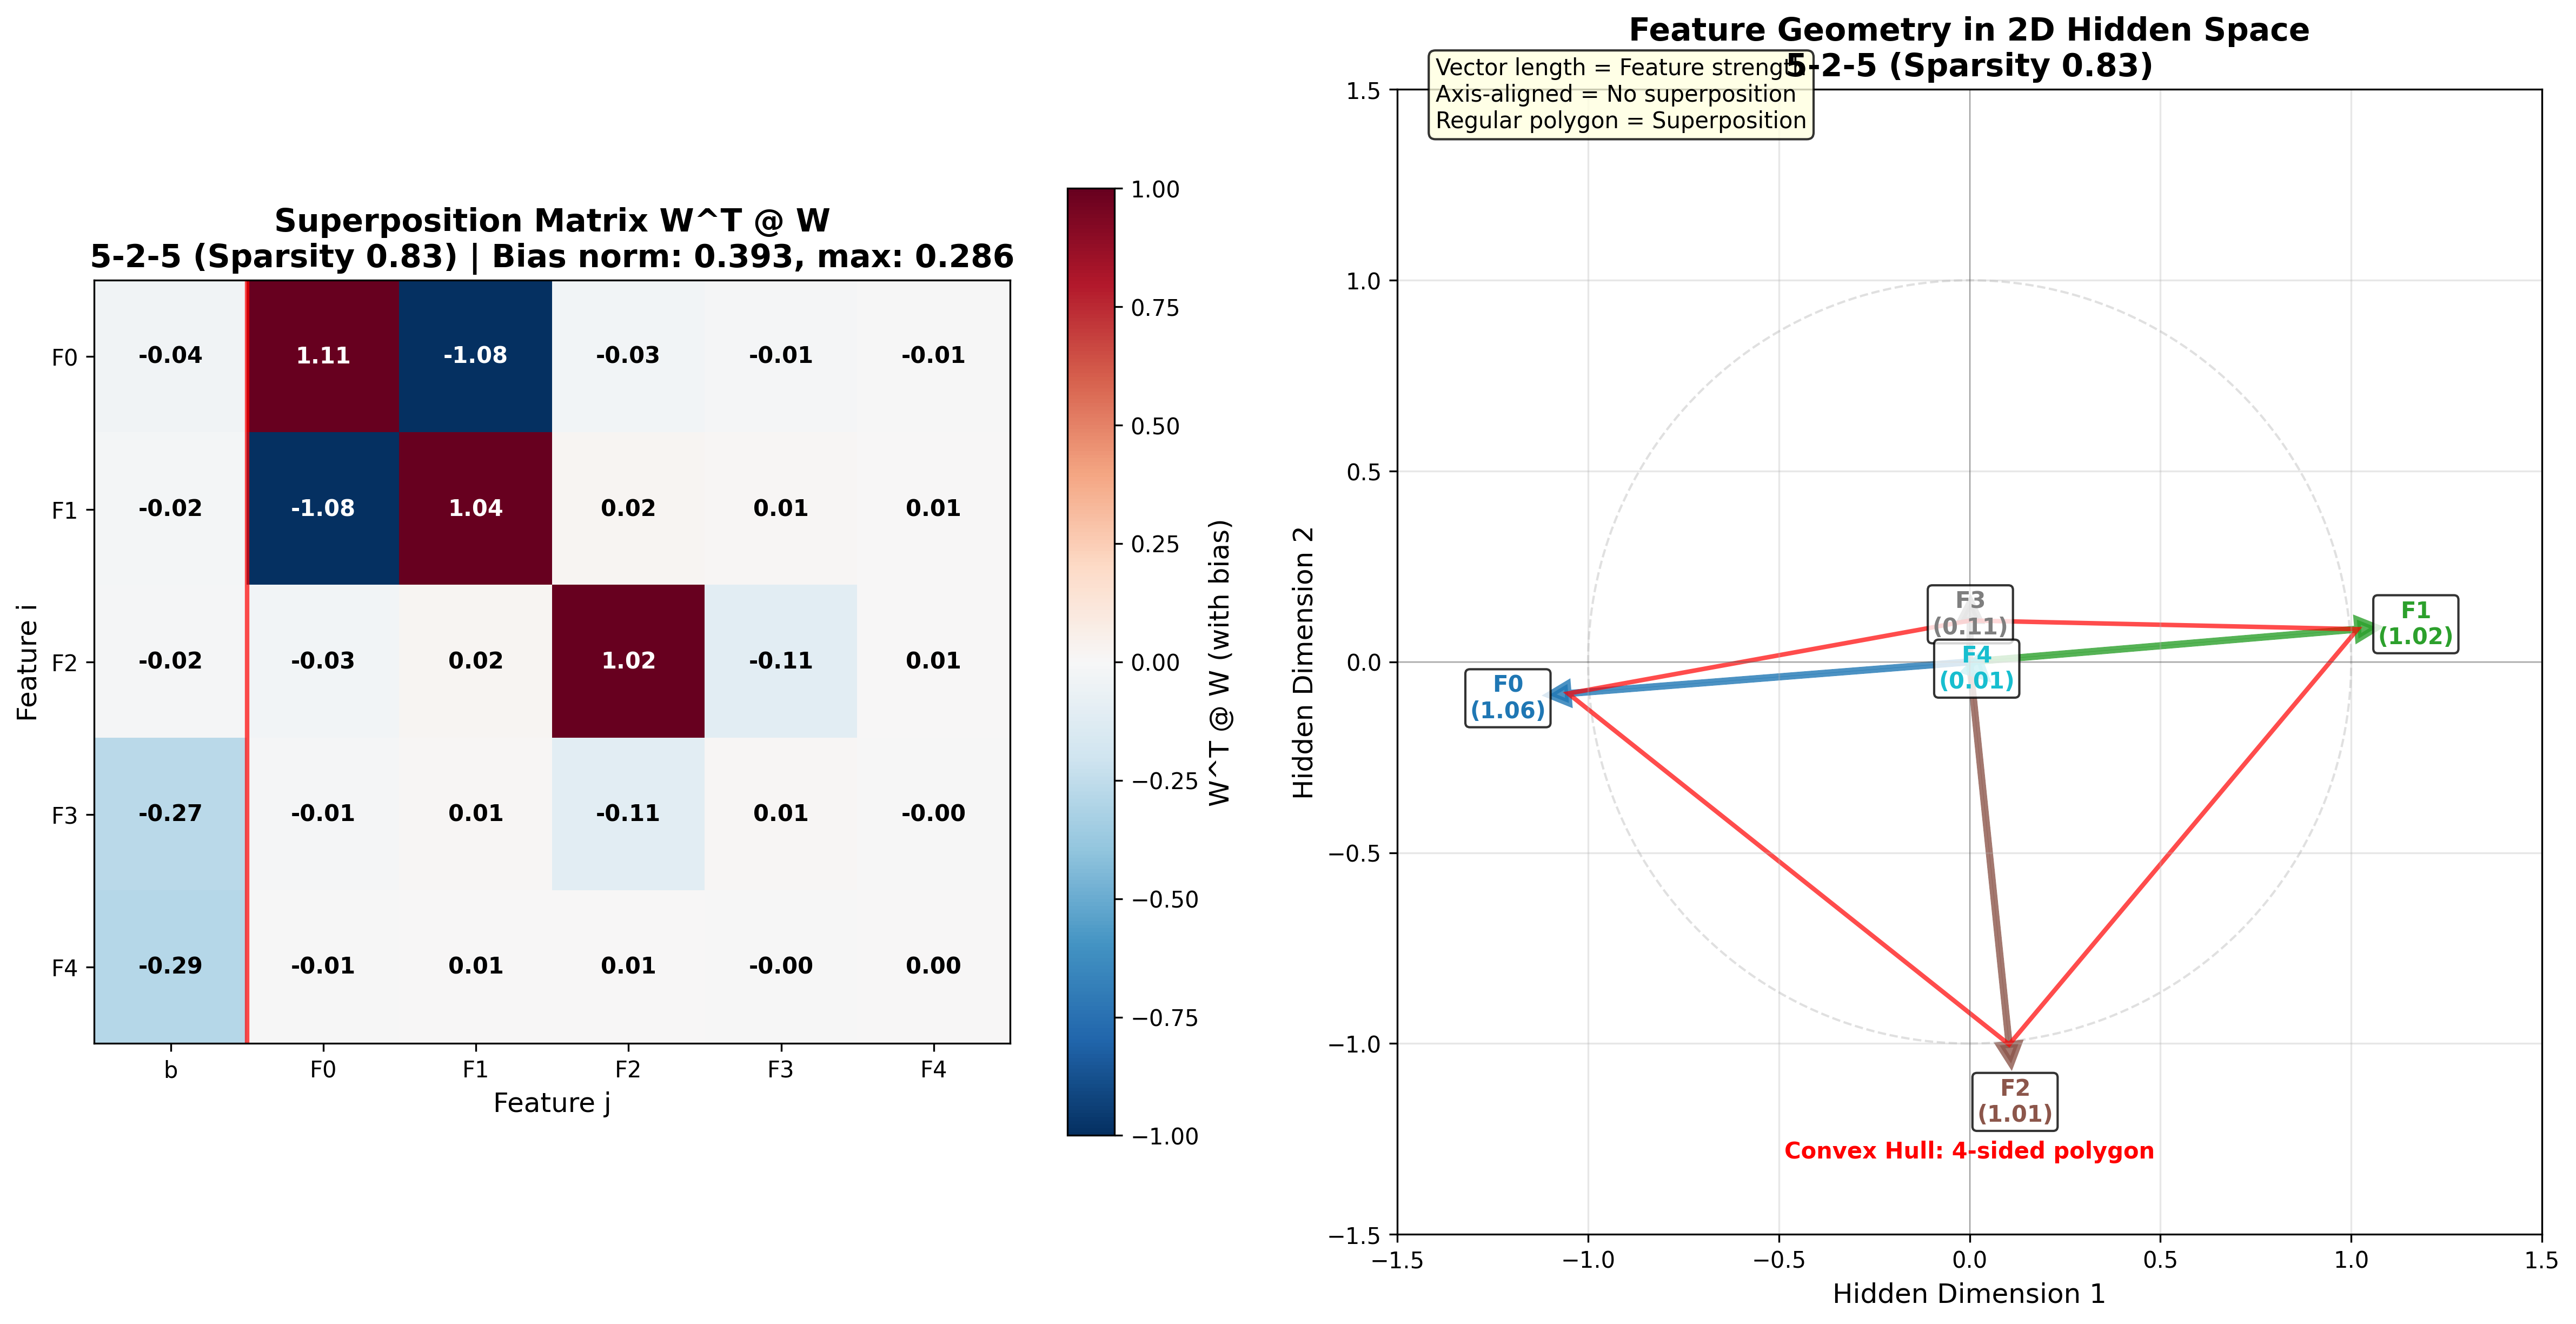 Superposition Matrix W^T @ W
5-2-5 (Sparsity 0.83) | Bias norm: 0.393, max: 0.286
F0
-0.04 1.11 -1.08 -0.03 -0.01 -0.01
F1
-0.02 -1.08 1.04 0.02 0.01 0.01
F2
-0.02 -0.03 0.02 1.02 -0.11 0.01
F3
-0.27 -0.01 0.01 -0.11 0.01 -0.00
F4
-0.29 -0.01 0.01 0.01 -0.00 0.00
b F0 F1 F2 F3 F4
Feature j
Feature i
1.00
0.75
0.50
0.25
0.00
−0.25
−0.50
−0.75
−1.00
W^T @ W (with bias)
Feature Geometry in 2D Hidden Space
5-2-5 (Sparsity 0.83)
Vector length = Feature strength
Axis-aligned = No superposition
Regular polygon = Superposition
1.5
1.0
0.5
0.0
−0.5
−1.0
−1.5
Hidden Dimension 2
F3
(0.11)
F4
(0.01)
F1
(1.02)
F0
(1.06)
F2
(1.01)
Convex Hull: 4-sided polygon
−1.5 −1.0 −0.5 0.0 0.5 1.0 1.5
Hidden Dimension 1